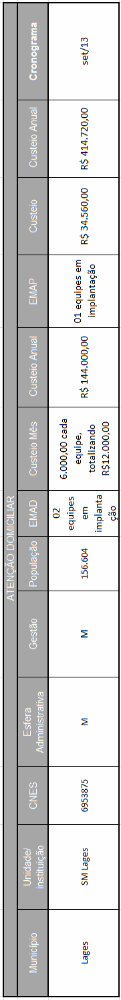 ATENÇÃO DOMICILIAR
Município
Unidade/
instituição
CNES
Esfera
Administrativa
Gestão
População
EMAD
Custeio Mês
Custeio Anual
EMAP
Custeio
Custeio Anual
Cronograma
Lages
SM Lages
6953875
M
M
156.604
02
equipes
em
implanta
ção
6.000,00 cada
equipe,
totalizando
R$12.000,00
R$ 144.000,00
01 equipes em
implantação
R$ 34.560,00
R$ 414.720,00
set/13